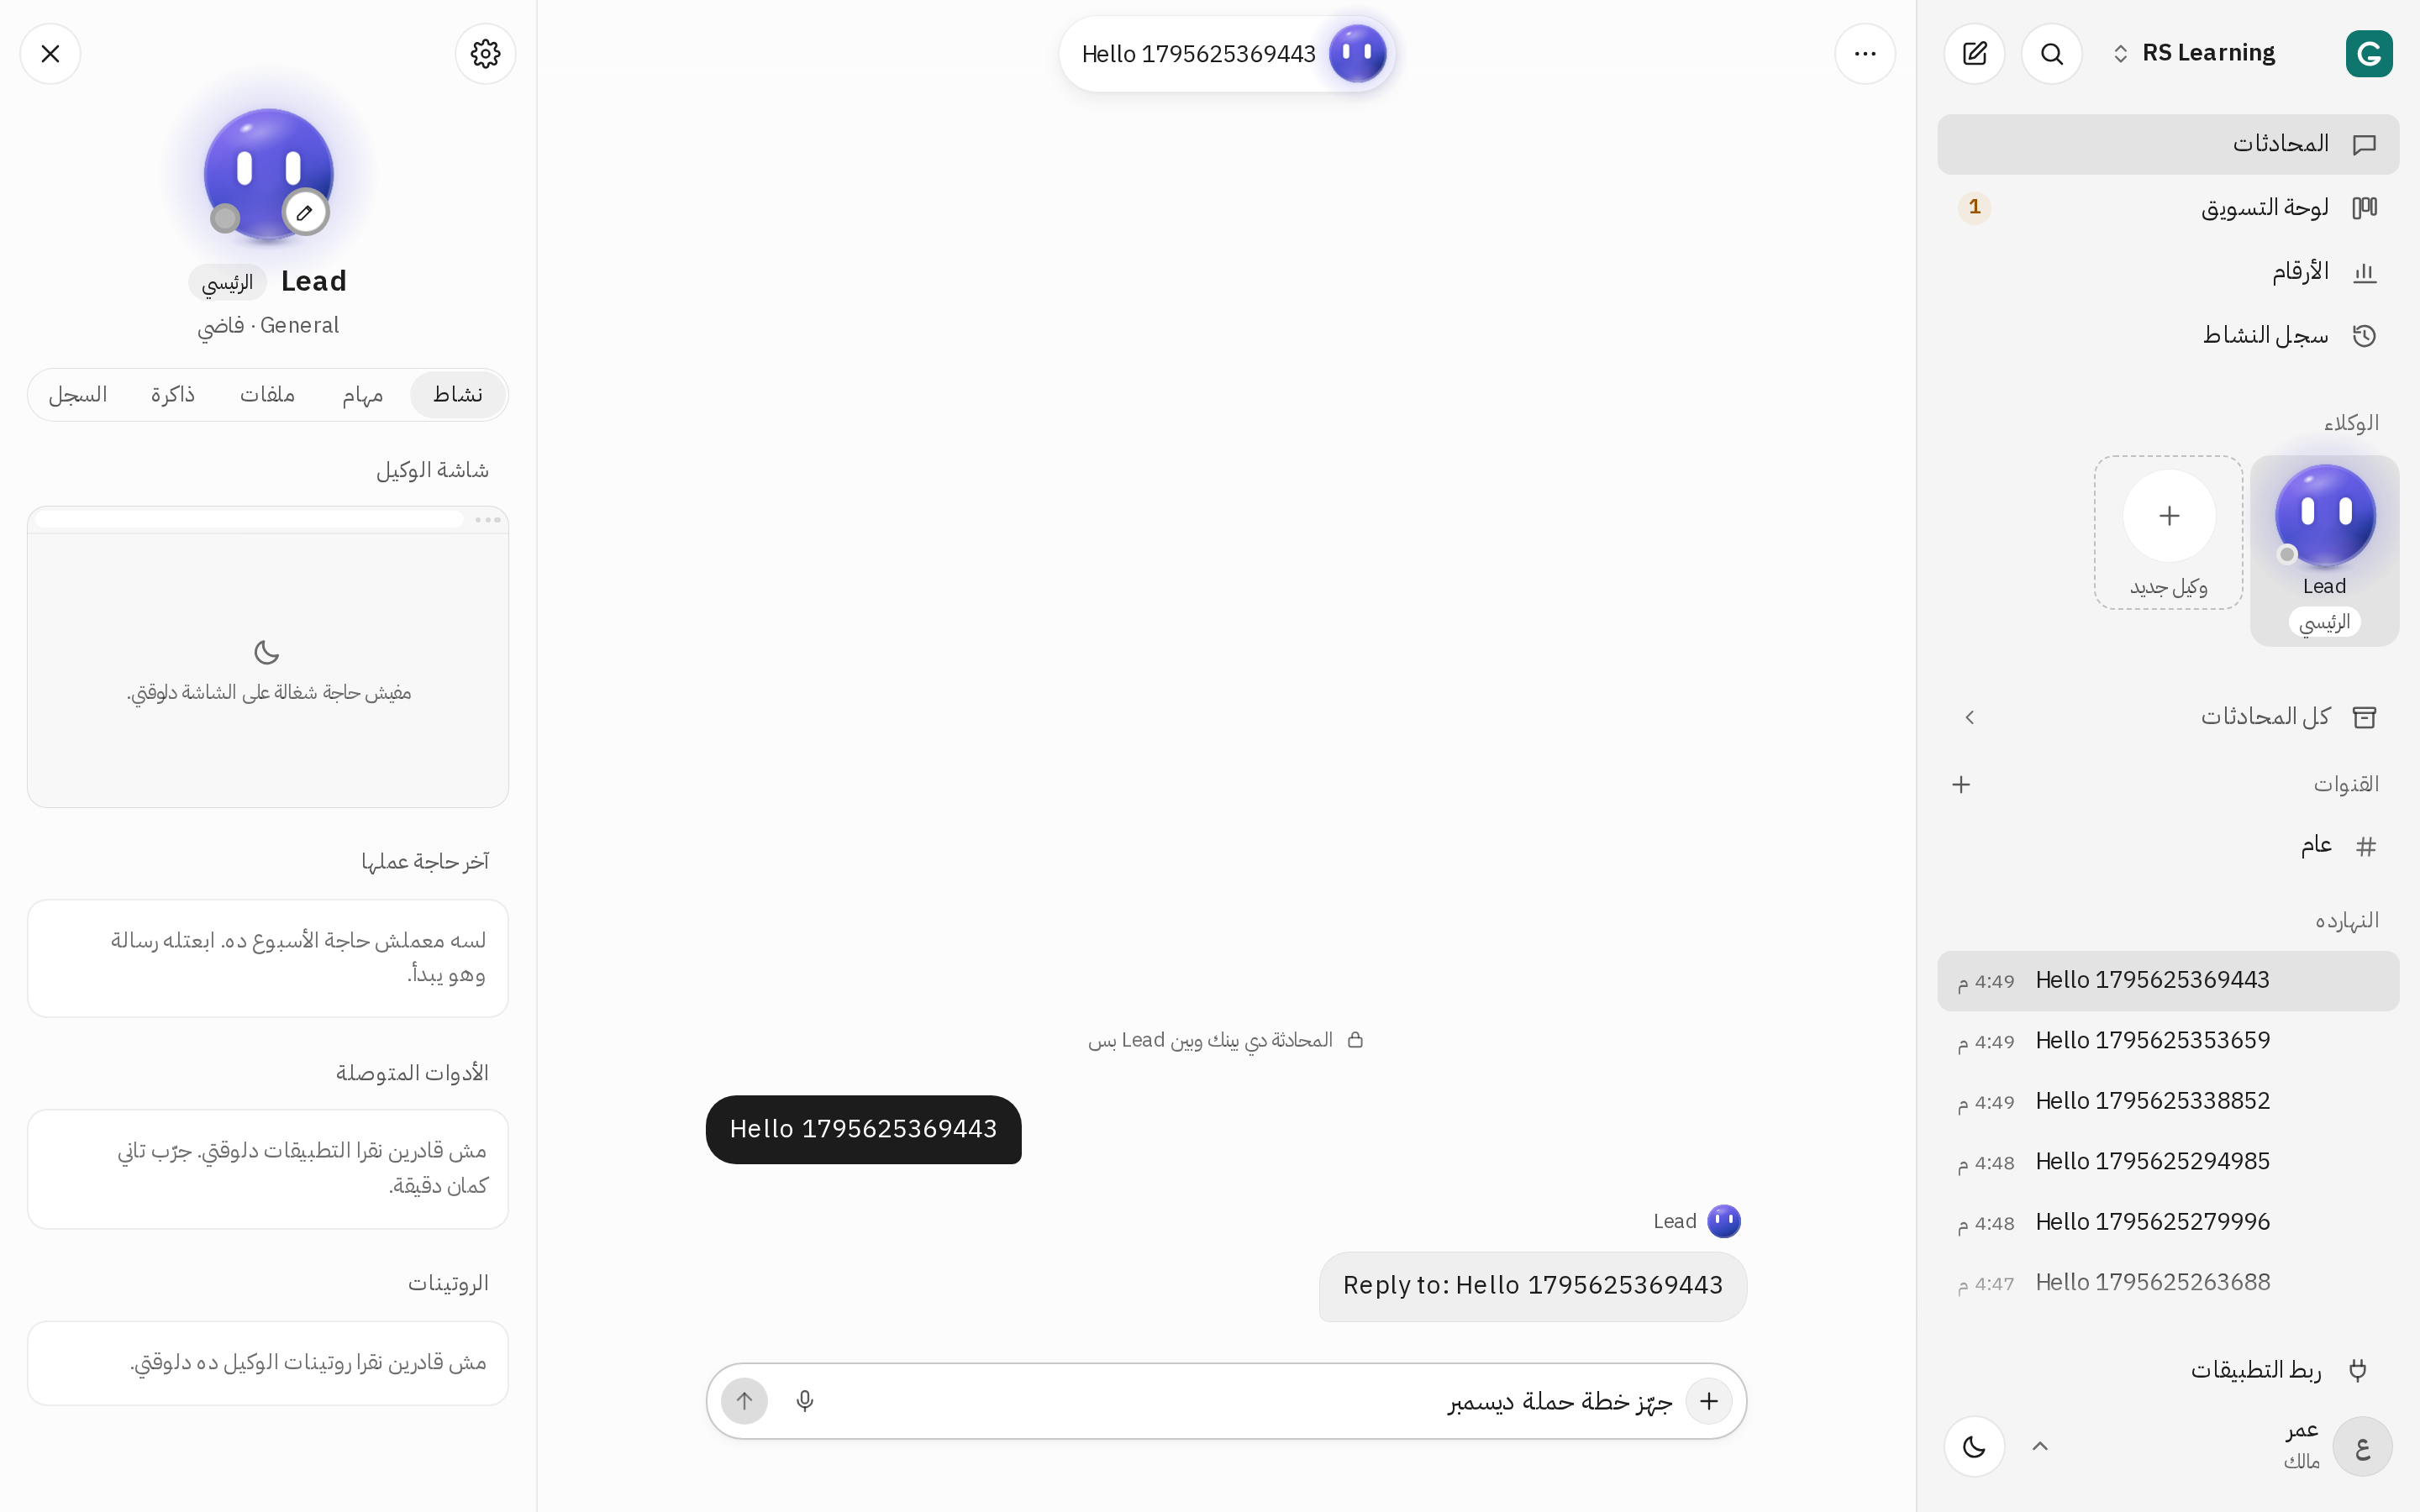 RS Learning
المحادثات
لوحة التسويق
1
الأرقام
سجل النشاط
الوكلاء
Lead
الرئيسي
وكيل جديد
كل المحادثات
القنوات
عام
النهارده
Hello 1795625369443
4:49 م
Hello 1795625353659
4:49 م
Hello 1795625338852
4:49 م
Hello 1795625294985
4:48 م
Hello 1795625279996
4:48 م
Hello 1795625263688
4:47 م
ربط التطبيقات
ع
عمر
مالك
Hello 1795625369443
المحادثة دي بينك وبين Lead بس
Hello 1795625369443
Lead
Reply to: Hello 1795625369443
جهّز خطة حملة ديسمبر
Lead الرئيسي
General · فاضي
نشاط
مهام
ملفات
ذاكرة
السجل
شاشة الوكيل
مفيش حاجة شغالة على الشاشة دلوقتي.
آخر حاجة عملها
لسه معملش حاجة الأسبوع ده. ابعتله رسالة
وهو يبدأ.
الأدوات المتوصلة
مش قادرين نقرا التطبيقات دلوقتي. جرّب تاني
كمان دقيقة.
الروتينات
مش قادرين نقرا روتينات الوكيل ده دلوقتي.